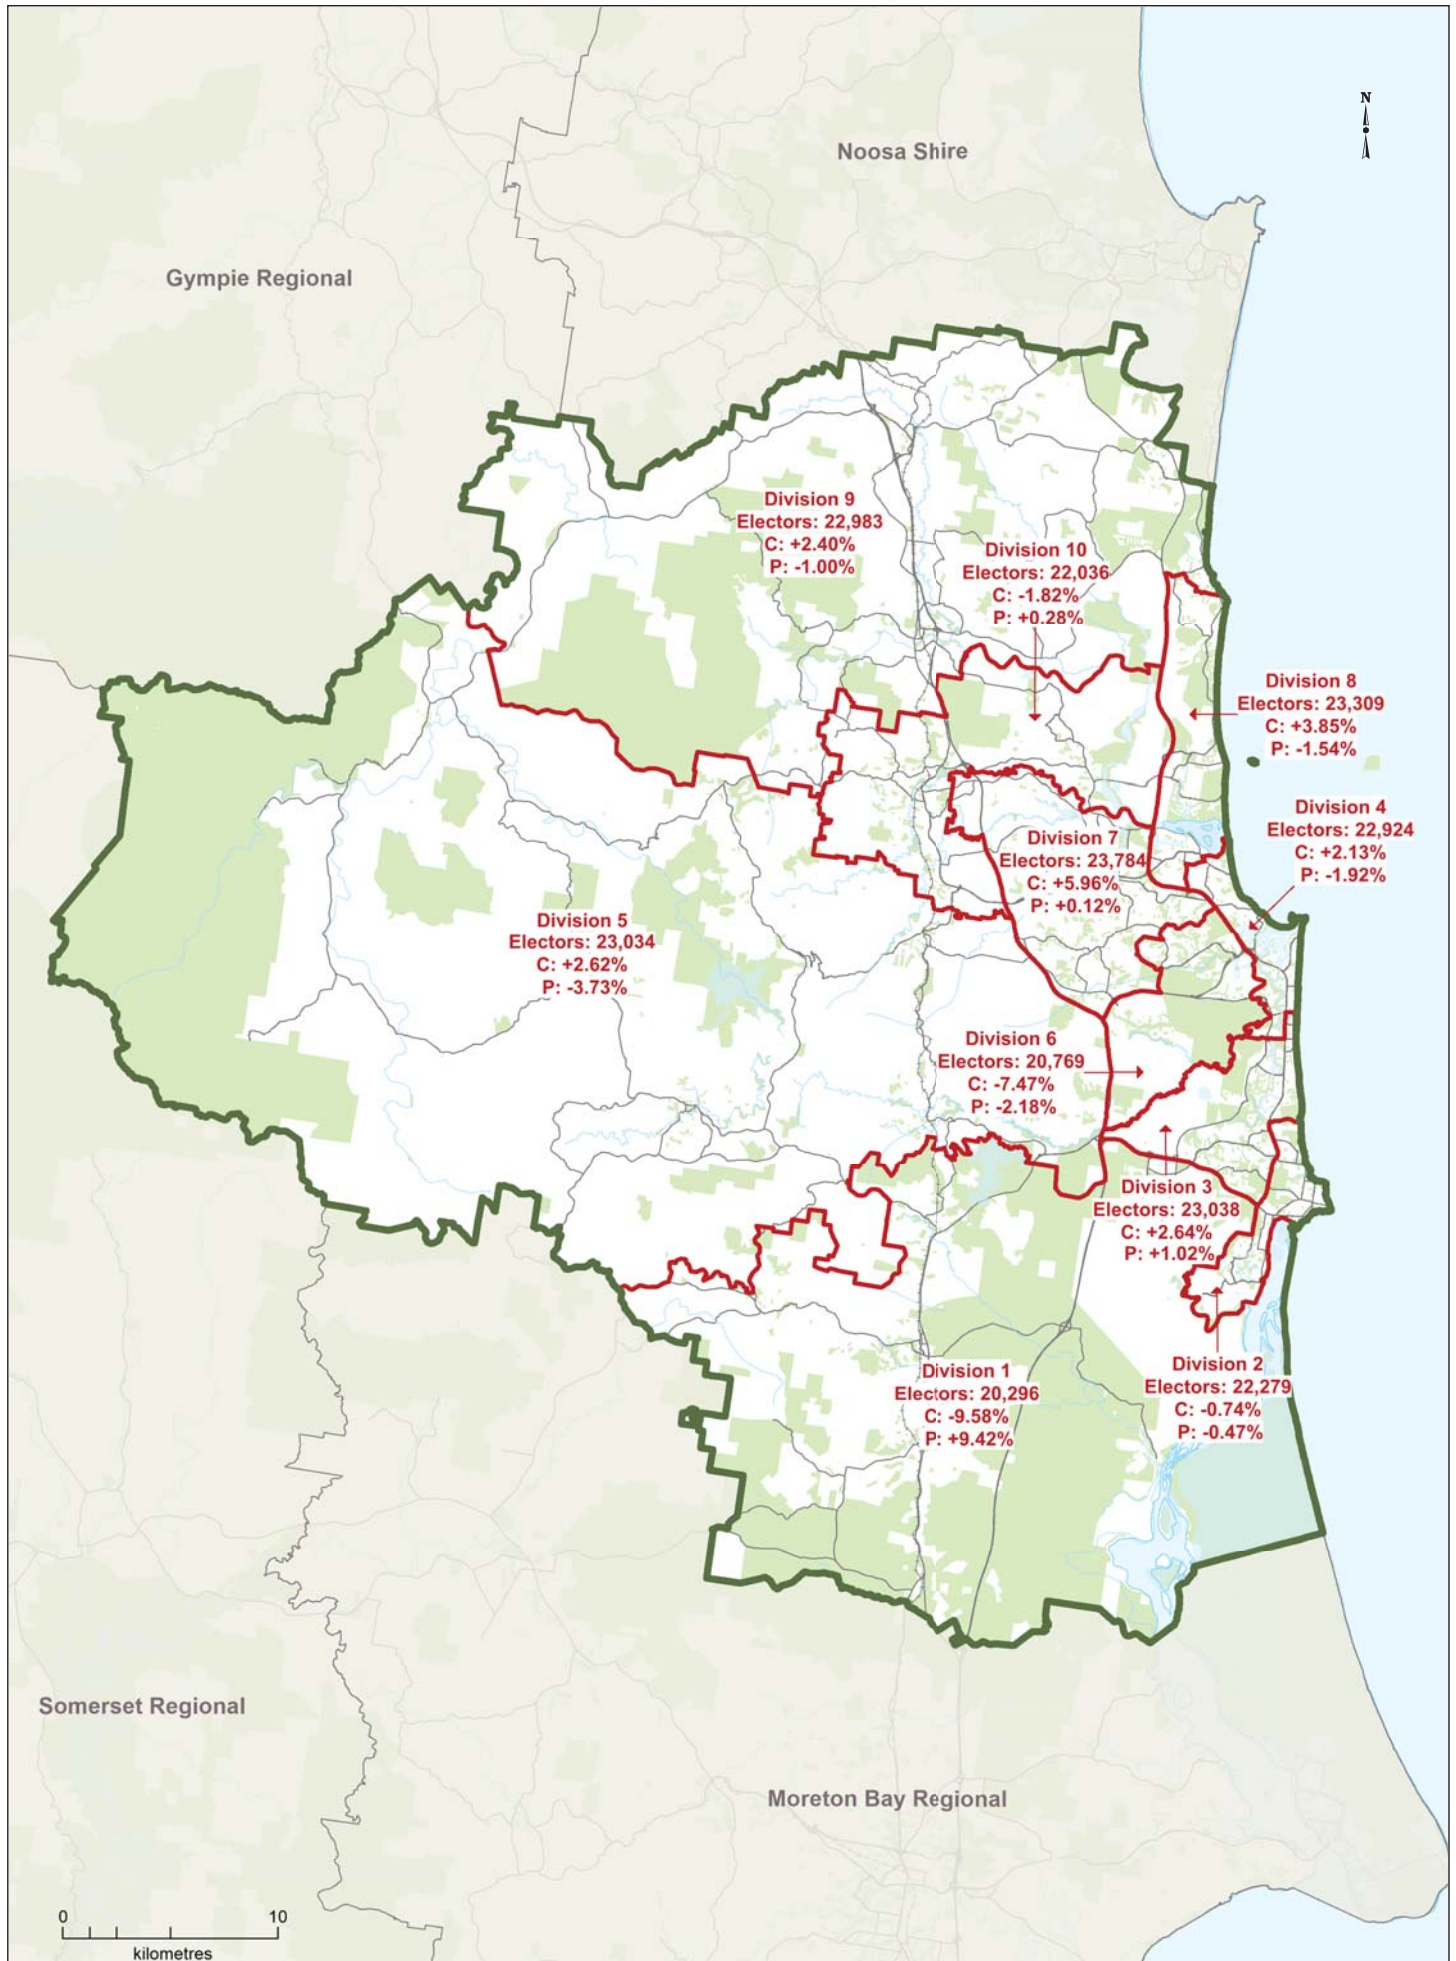 N
Noosa Shire
Gympie Regional
Division 9
Electors: 22,983
C: +2.40%
P: -1.00%
Division 10
Electors: 22,036
C: -1.82%
P: +0.28%
Division 8
Electors: 23,309
C: +3.85%
P: -1.54%
Division 4
Electors: 22,924
C: +2.13%
P: -1.92%
Division 7
Electors: 23,784
C: +5.96%
P: +0.12%
Division 5
Electors: 23,034
C: +2.62%
P: -3.73%
Division 6
Electors: 20,769
C: -7.47%
P: -2.18%
Division 3
Electors: 23,038
C: +2.64%
P: +1.02%
Division 2
Electors: 22,279
C: -0.74%
P: -0.47%
Division 1
Electors: 20,296
C: -9.58%
P: +9.42%
Somerset Regional
Moreton Bay Regional
0 10
kilometres